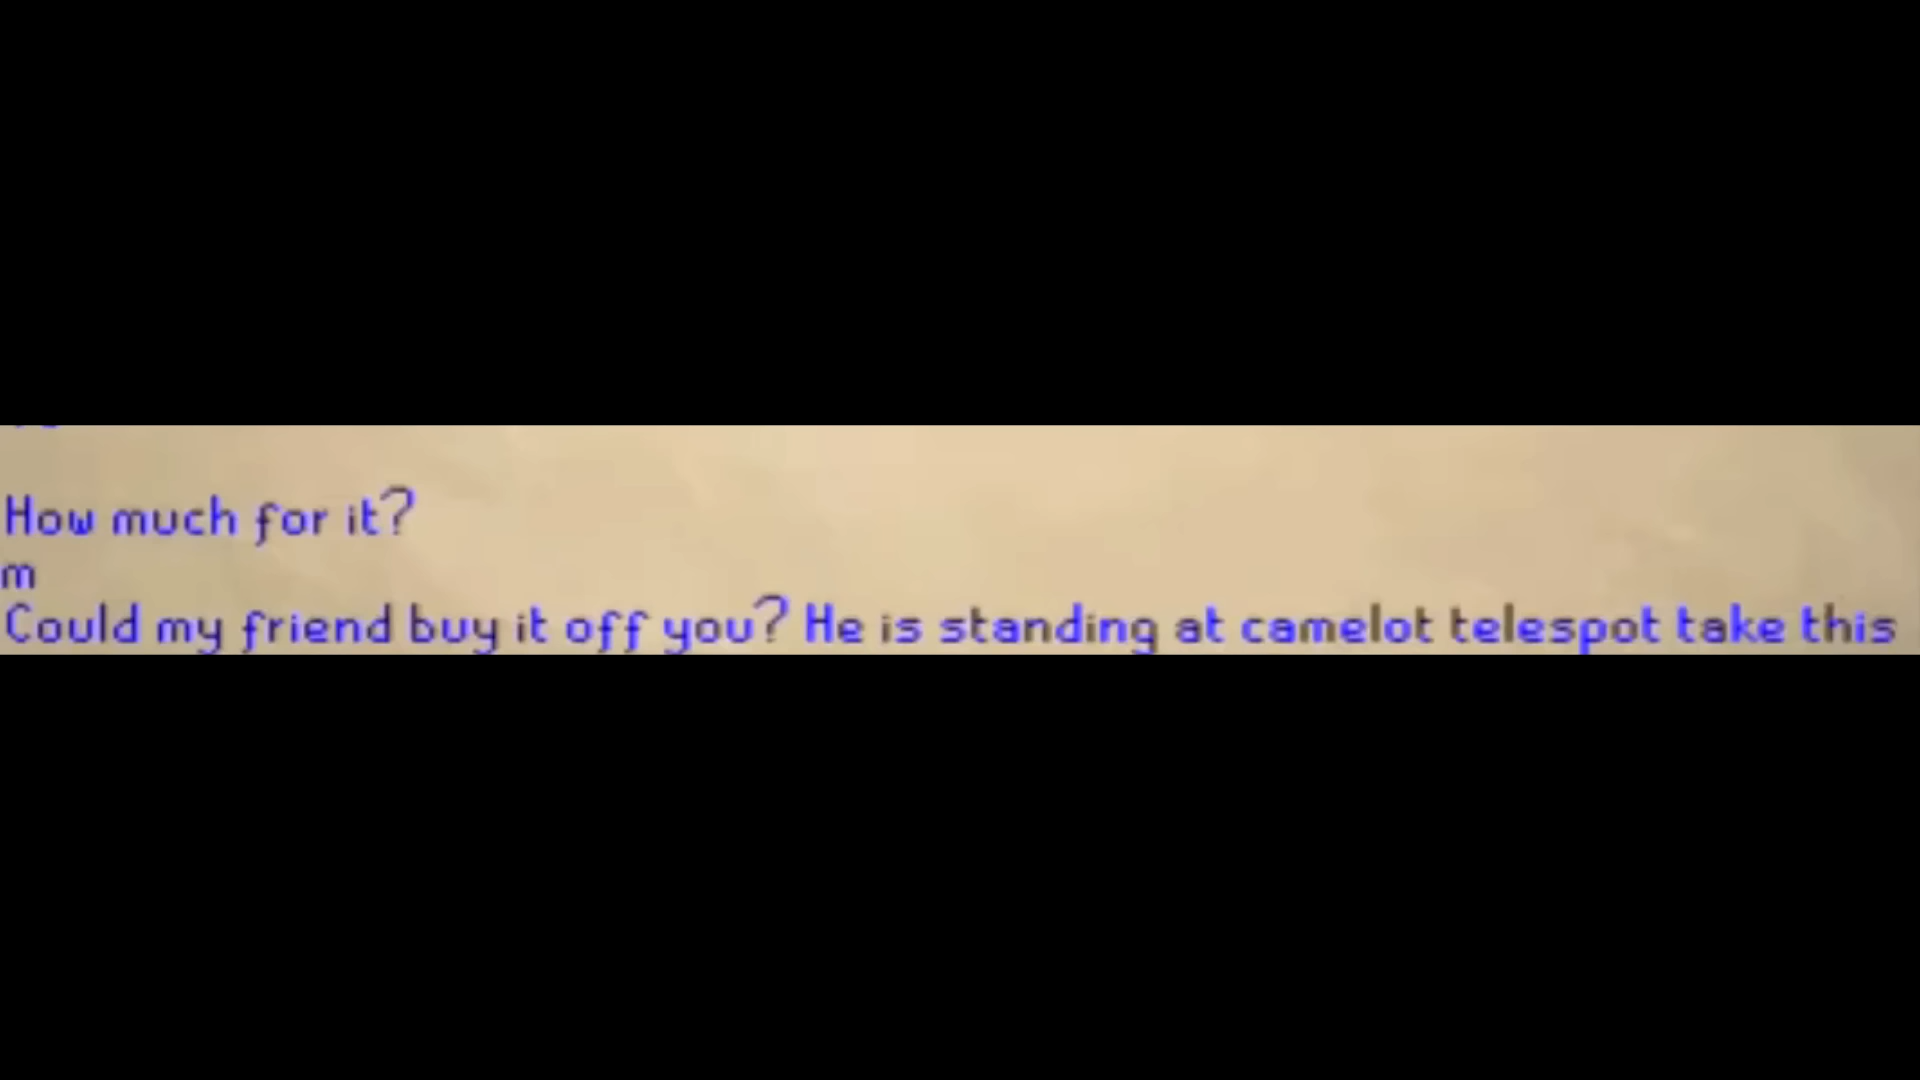 How much for it?
m
Could my friend buy it off you? He is standing at camelot telespot take this